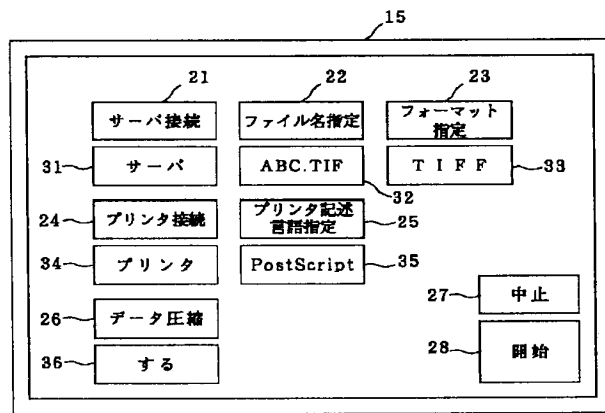 15
21
22
23
サーバ接続
ファイル名指定
フォーマット
指定
31
サーバ
ABC.TIF
TIFF
33
32
24
プリンタ接続
プリンタ記述
言語指定
25
34
プリンタ
PostScript
35
26
データ圧縮
27
中止
36
する
28
開始